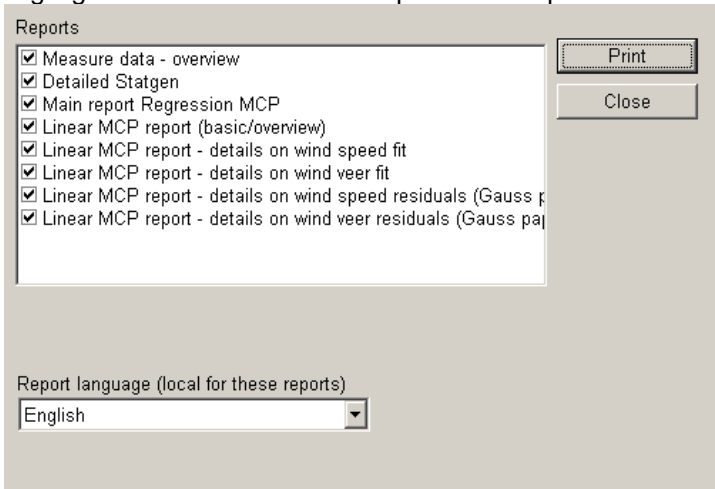 Reports
Measure data - overview
Detailed Statgen
Main report Regression MCP
Linear MCP report (basic/overview)
Linear MCP report - details on wind speed fit
Linear MCP report - details on wind veer fit
Linear MCP report - details on wind speed residuals (Gauss
Linear MCP report - details on wind veer residuals (Gauss
Print
Close
Report language (local for these reports)
English